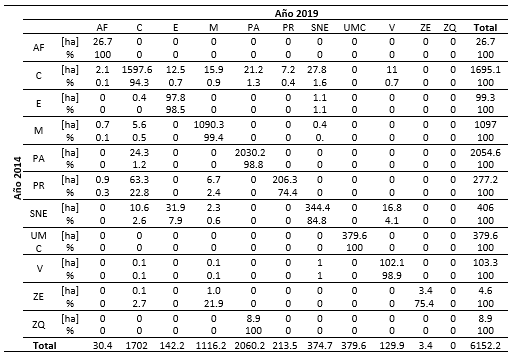 Año 2019
AF C E M PA PR SNE UMC V ZE ZQ Total
Año 2014
AF [ha] 26.7 0 0 0 0 0 0 0 0 0 0 26.7
% 100 0 0 0 0 0 0 0 0 0 0 100
C [ha] 2.1 1597.6 12.5 15.9 21.2 7.2 27.8 0 11 0 0 1695.1
% 0.1 94.3 0.7 0.9 1.3 0.4 1.6 0 0.7 0 0 100
E [ha] 0 0.4 97.8 0 0 0 1.1 0 0 0 0 99.3
% 0 0 98.5 0 0 0 1.1 0 0 0 0 100
M [ha] 0.7 5.6 0 1090.3 0 0 0.4 0 0 0 0 1097
% 0.1 0.5 0 99.4 0 0 0. 0 0 0 0 100
PA [ha] 0 24.3 0 0 2030.2 0 0 0 0 0 0 2054.6
% 0 1.2 0 0 98.8 0 0 0 0 0 0 100
PR [ha] 0.9 63.3 0 6.7 0 206.3 0 0 0 0 0 277.2
% 0.3 22.8 0 2.4 0 74.4 0 0 0 0 0 100
SNE [ha] 0 10.6 31.9 2.3 0 0 344.4 0 16.8 0 0 406
% 0 2.6 7.9 0.6 0 0 84.8 0 4.1 0 0 100
UM [ha] 0 0 0 0 0 0 0 379.6 0 0 0 379.6
C % 0 0 0 0 0 0 0 100 0 0 0 100
V [ha] 0 0.1 0 0.1 0 0 1 0 102.1 0 0 103.3
% 0 0.1 0 0.1 0 0 1 0 98.9 0 0 100
ZE [ha] 0 0.1 0 1.0 0 0 0 0 0 3.4 0 4.6
% 0 2.7 0 21.9 0 0 0 0 0 75.4 0 100
ZQ [ha] 0 0 0 0 8.9 0 0 0 0 0 0 8.9
% 0 0 0 0 100 0 0 0 0 0 0 100
Total 30.4 1702 142.2 1116.2 2060.2 213.5 374.7 379.6 129.9 3.4 0 6152.2